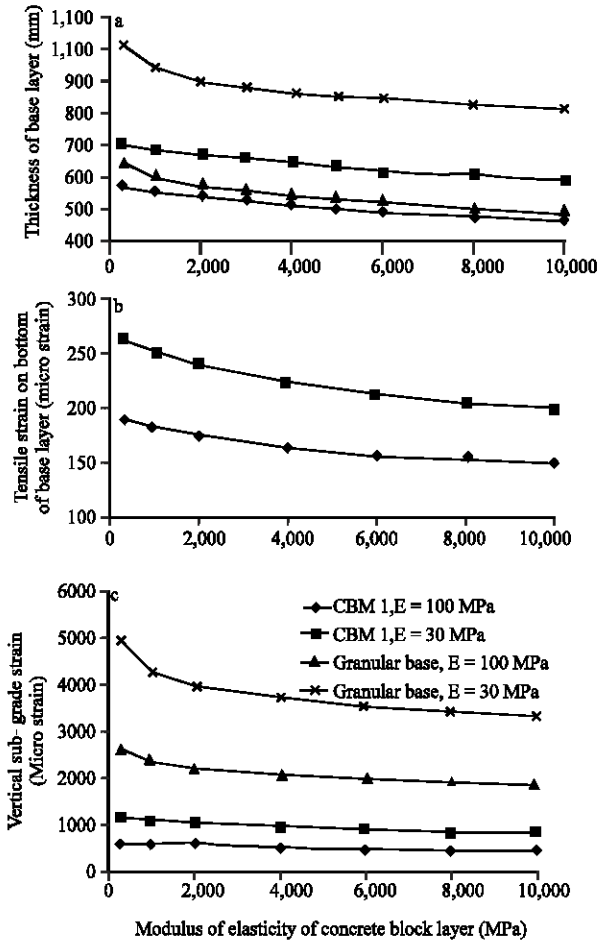 a
Thickness of base layer (mm)
1,100
1,100
900
800
700
600
500
400
0
2,000
4,000
6,000
8,000
10,000
b
Tensile strain on bottom
of base layer (micro strain)
300
250
200
150
100
0
2,000
4,000
6,000
8,000
10,000
c
Vertical sub- grade strain
(Micro strain)
6000
5000
4000
3000
2000
1000
0
CBM 1,E = 100 MPa
CBM 1,E = 30 MPa
Granular base, E = 100 MPa
Granular base, E = 30 MPa
0
2,000
4,000
6,000
8,000
10,000
Modulus of elasticity of concrete block layer (MPa)